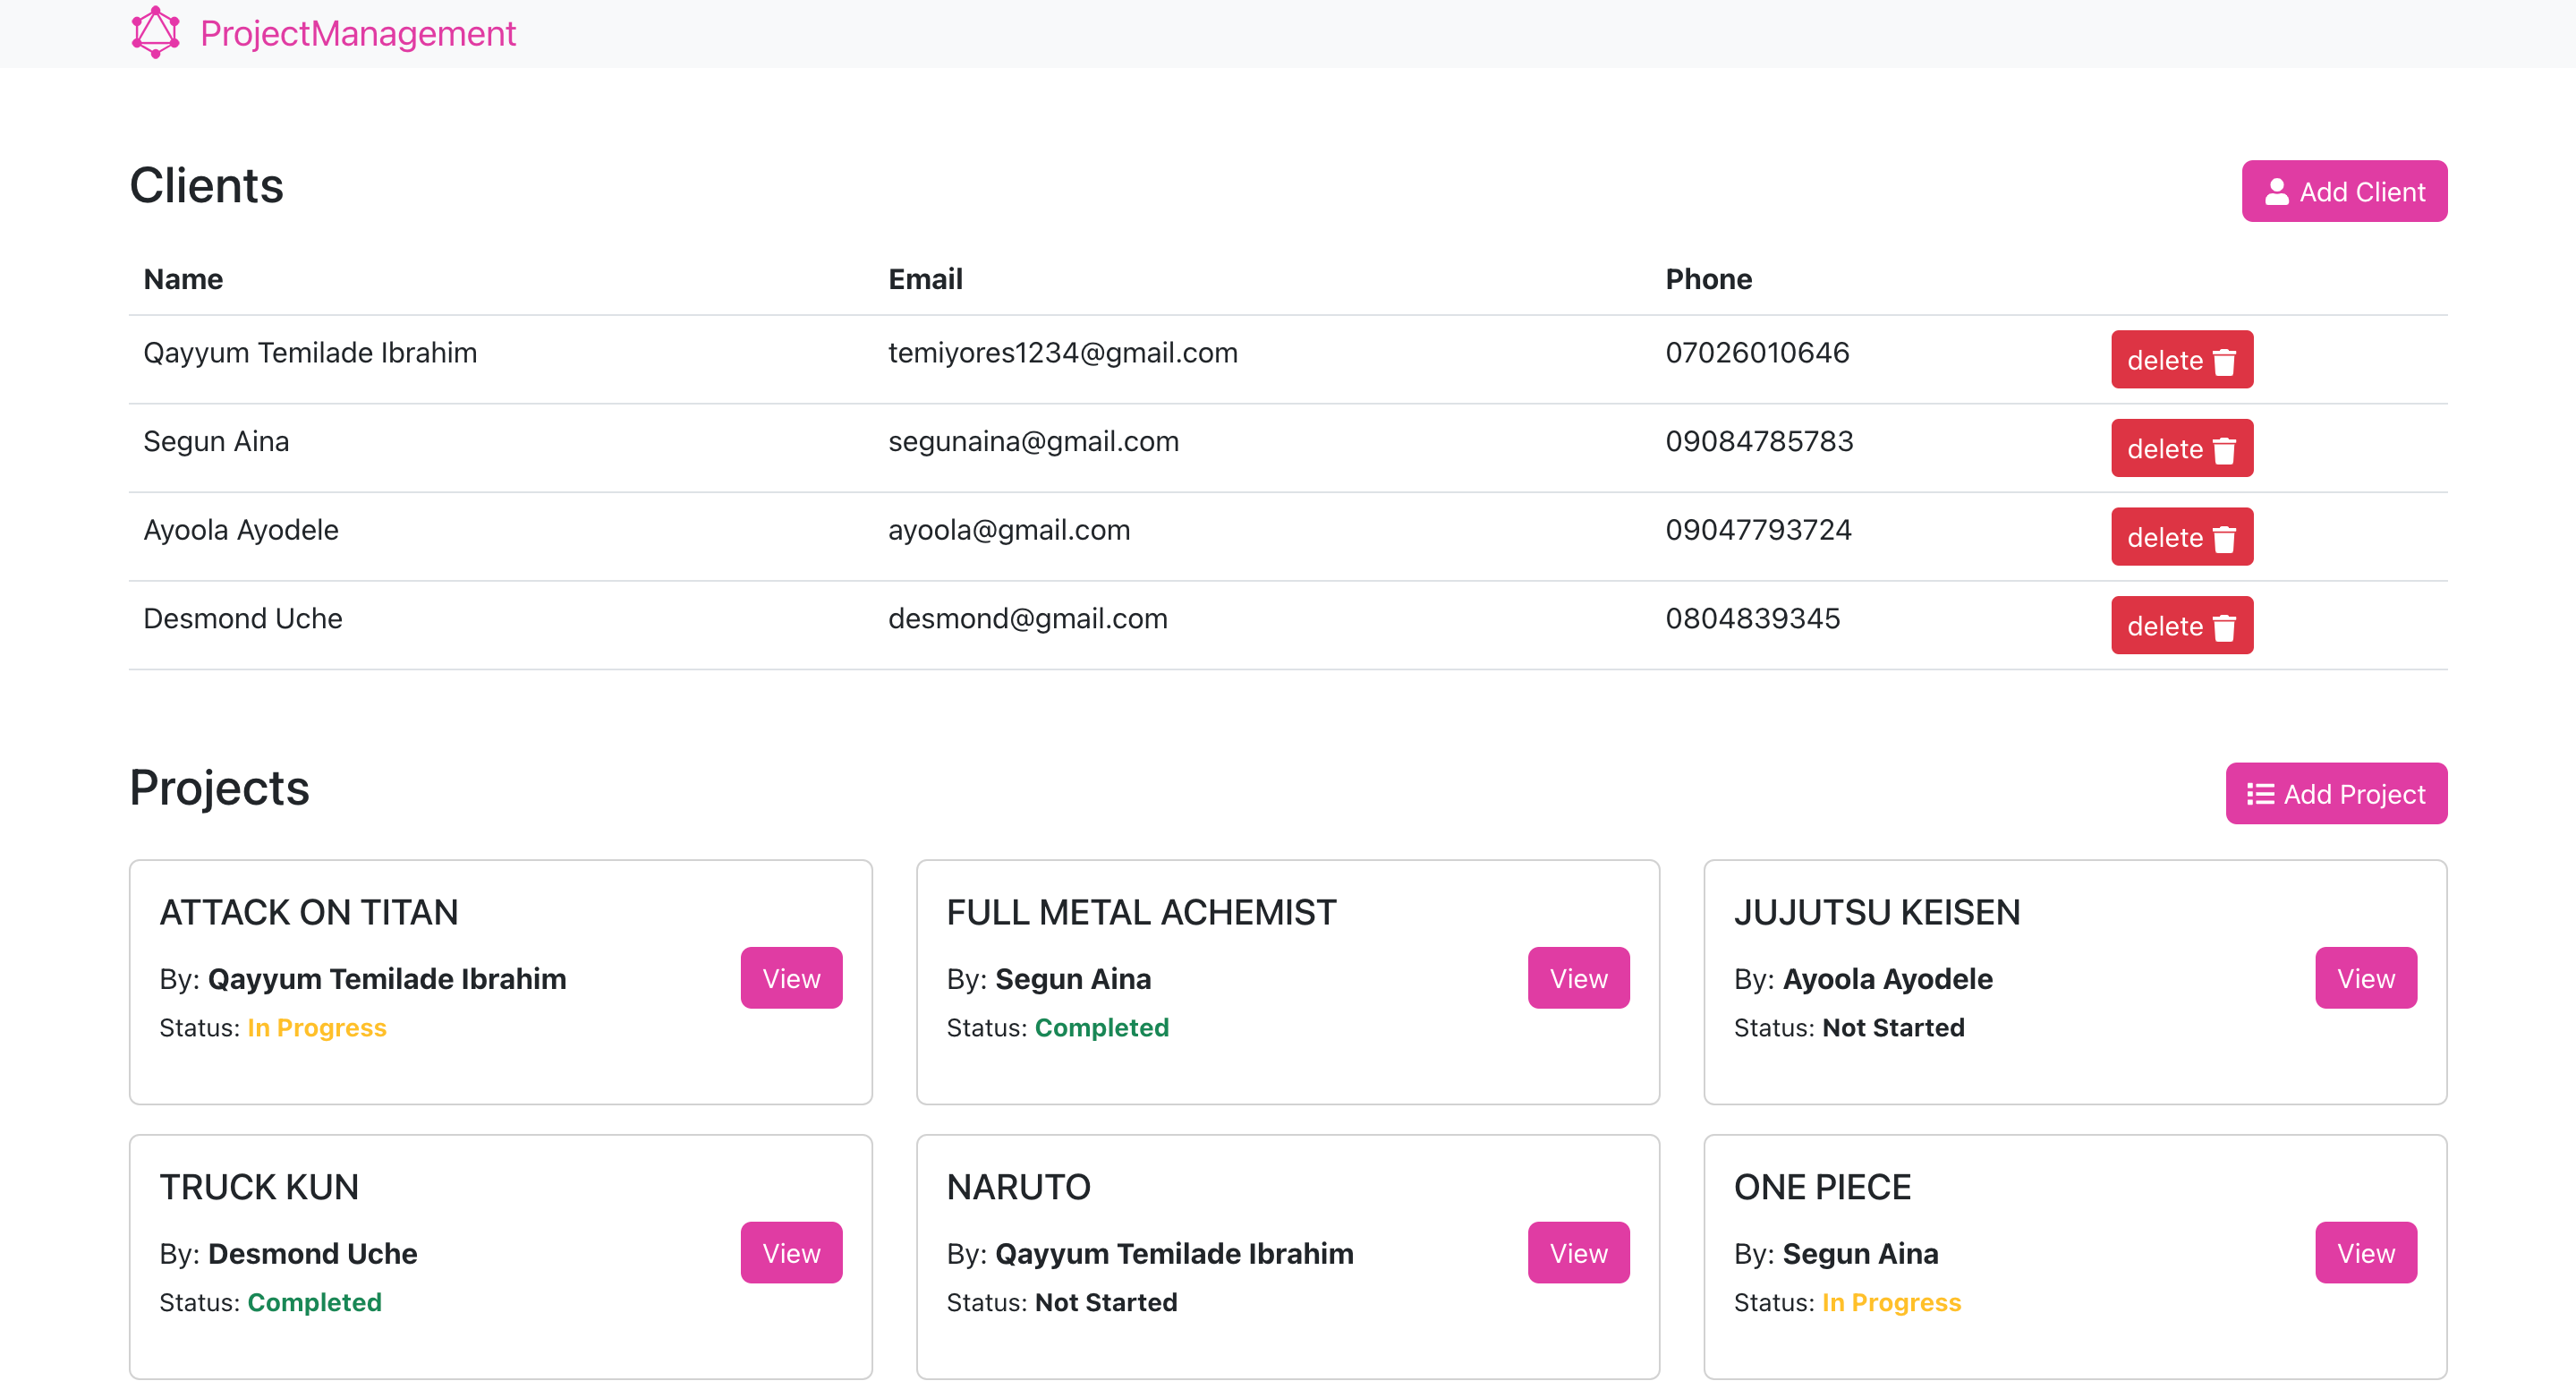 ProjectManagement
Clients
Add Client
Name Email Phone
Qayyum Temilade Ibrahim temiyores1234@gmail.com 07026010646 delete
Segun Aina segunaina@gmail.com 09084785783 delete
Ayoola Ayodele ayoola@gmail.com 09047793724 delete
Desmond Uche desmond@gmail.com 0804839345 delete
Projects
Add Project
ATTACK ON TITAN
By: Qayyum Temilade Ibrahim
Status: In Progress
View
FULL METAL ACHEMIST
By: Segun Aina
Status: Completed
View
JUJUTSU KEISEN
By: Ayoola Ayodele
Status: Not Started
View
TRUCK KUN
By: Desmond Uche
Status: Completed
View
NARUTO
By: Qayyum Temilade Ibrahim
Status: Not Started
View
ONE PIECE
By: Segun Aina
Status: In Progress
View